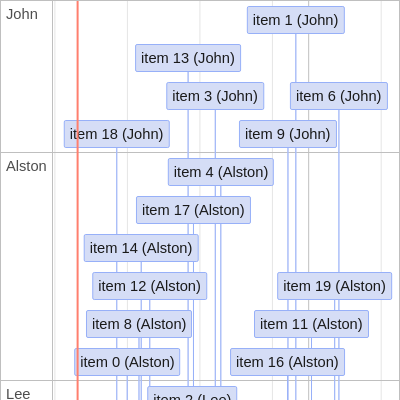 John
item 1 (John)
item 13 (John)
item 3 (John)
item 6 (John)
item 18 (John)
item 9 (John)
Alston
item 4 (Alston)
item 17 (Alston)
item 14 (Alston)
item 12 (Alston)
item 19 (Alston)
item 8 (Alston)
item 11 (Alston)
item 0 (Alston)
item 16 (Alston)
Lee
item 2 (Lee)